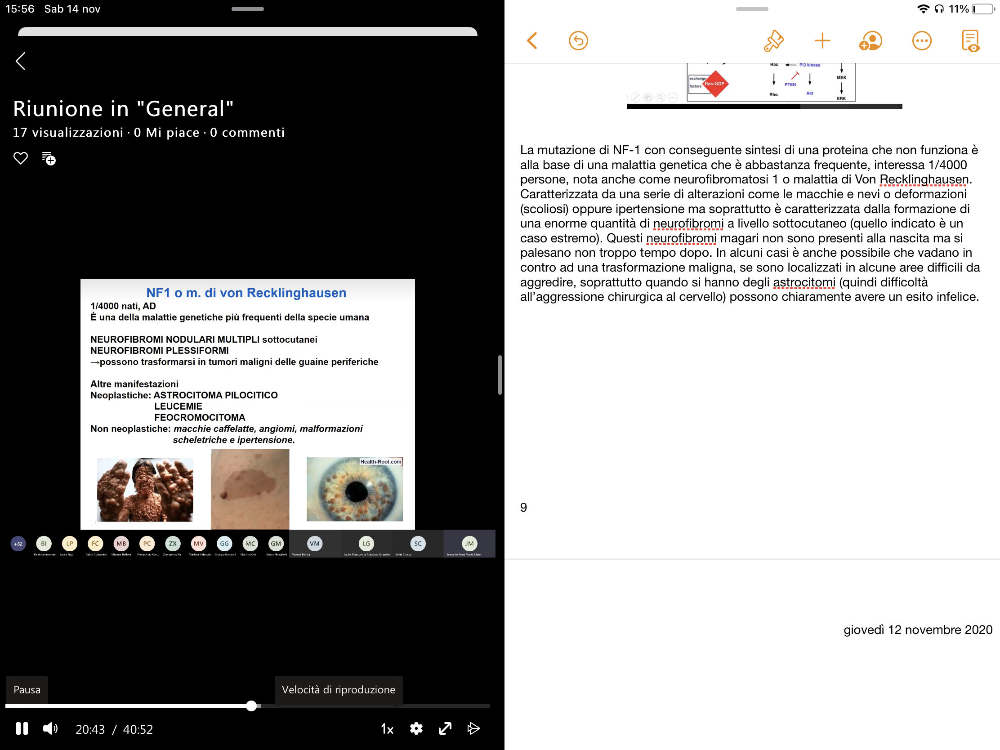 15:56 Sab 14 nov
Riunione in "General"
17 visualizzazioni · 0 Mi piace · 0 commenti
NF1 o m. di von Recklinghausen
1/4000 nati, AD
È una della malattie genetiche più frequenti della specie umana
NEUROFIBROMI NODULARI MULTIPLI sottocutanei
NEUROFIBROMI PLESSIFORMI
→possono trasformarsi in tumori maligni delle guaine periferiche
Altre manifestazioni
Neoplastiche: ASTROCITOMA PILOCITICO
LEUCEMIE
FEOCROMOCITOMA
Non neoplastiche: macchie caffelatte, angiomi, malformazioni
scheletriche e ipertensione.
Health-Root.com
+82 BI LP FC MB PC ZX MV GG MC GM VM LG SC JM
Beatrice Invernici Laura Pizzi Fabio Cubranich Miriana Belloni Piergiorgio Zhengying Xu Martina Valsecchi Giorgia Giancarli Martina Cea Giulia Mazzitelli Valeria Motta Lucile Marguerite Claudius Girardier Silvia Ciocca Jeanette Anne Marie Maier
Pausa
Velocità di riproduzione
20:43 / 40:52
1x
11%
Rac PI3 kinase
MEK
exchange
factors
Ras-GDP
PTEN
Rho
Akt
ERK
La mutazione di NF-1 con conseguente sintesi di una proteina che non funziona è
alla base di una malattia genetica che è abbastanza frequente, interessa 1/4000
persone, nota anche come neurofibromatosi 1 o malattia di Von Recklinghausen.
Caratterizzata da una serie di alterazioni come le macchie e nevi o deformazioni
(scoliosi) oppure ipertensione ma soprattutto è caratterizzata dalla formazione di
una enorme quantità di neurofibromi a livello sottocutaneo (quello indicato è un
caso estremo). Questi neurofibromi magari non sono presenti alla nascita ma si
palesano non troppo tempo dopo. In alcuni casi è anche possibile che vadano in
contro ad una trasformazione maligna, se sono localizzati in alcune aree difficili da
aggredire, soprattutto quando si hanno degli astrocitomi (quindi difficoltà
all’aggressione chirurgica al cervello) possono chiaramente avere un esito infelice.
9
giovedì 12 novembre 2020